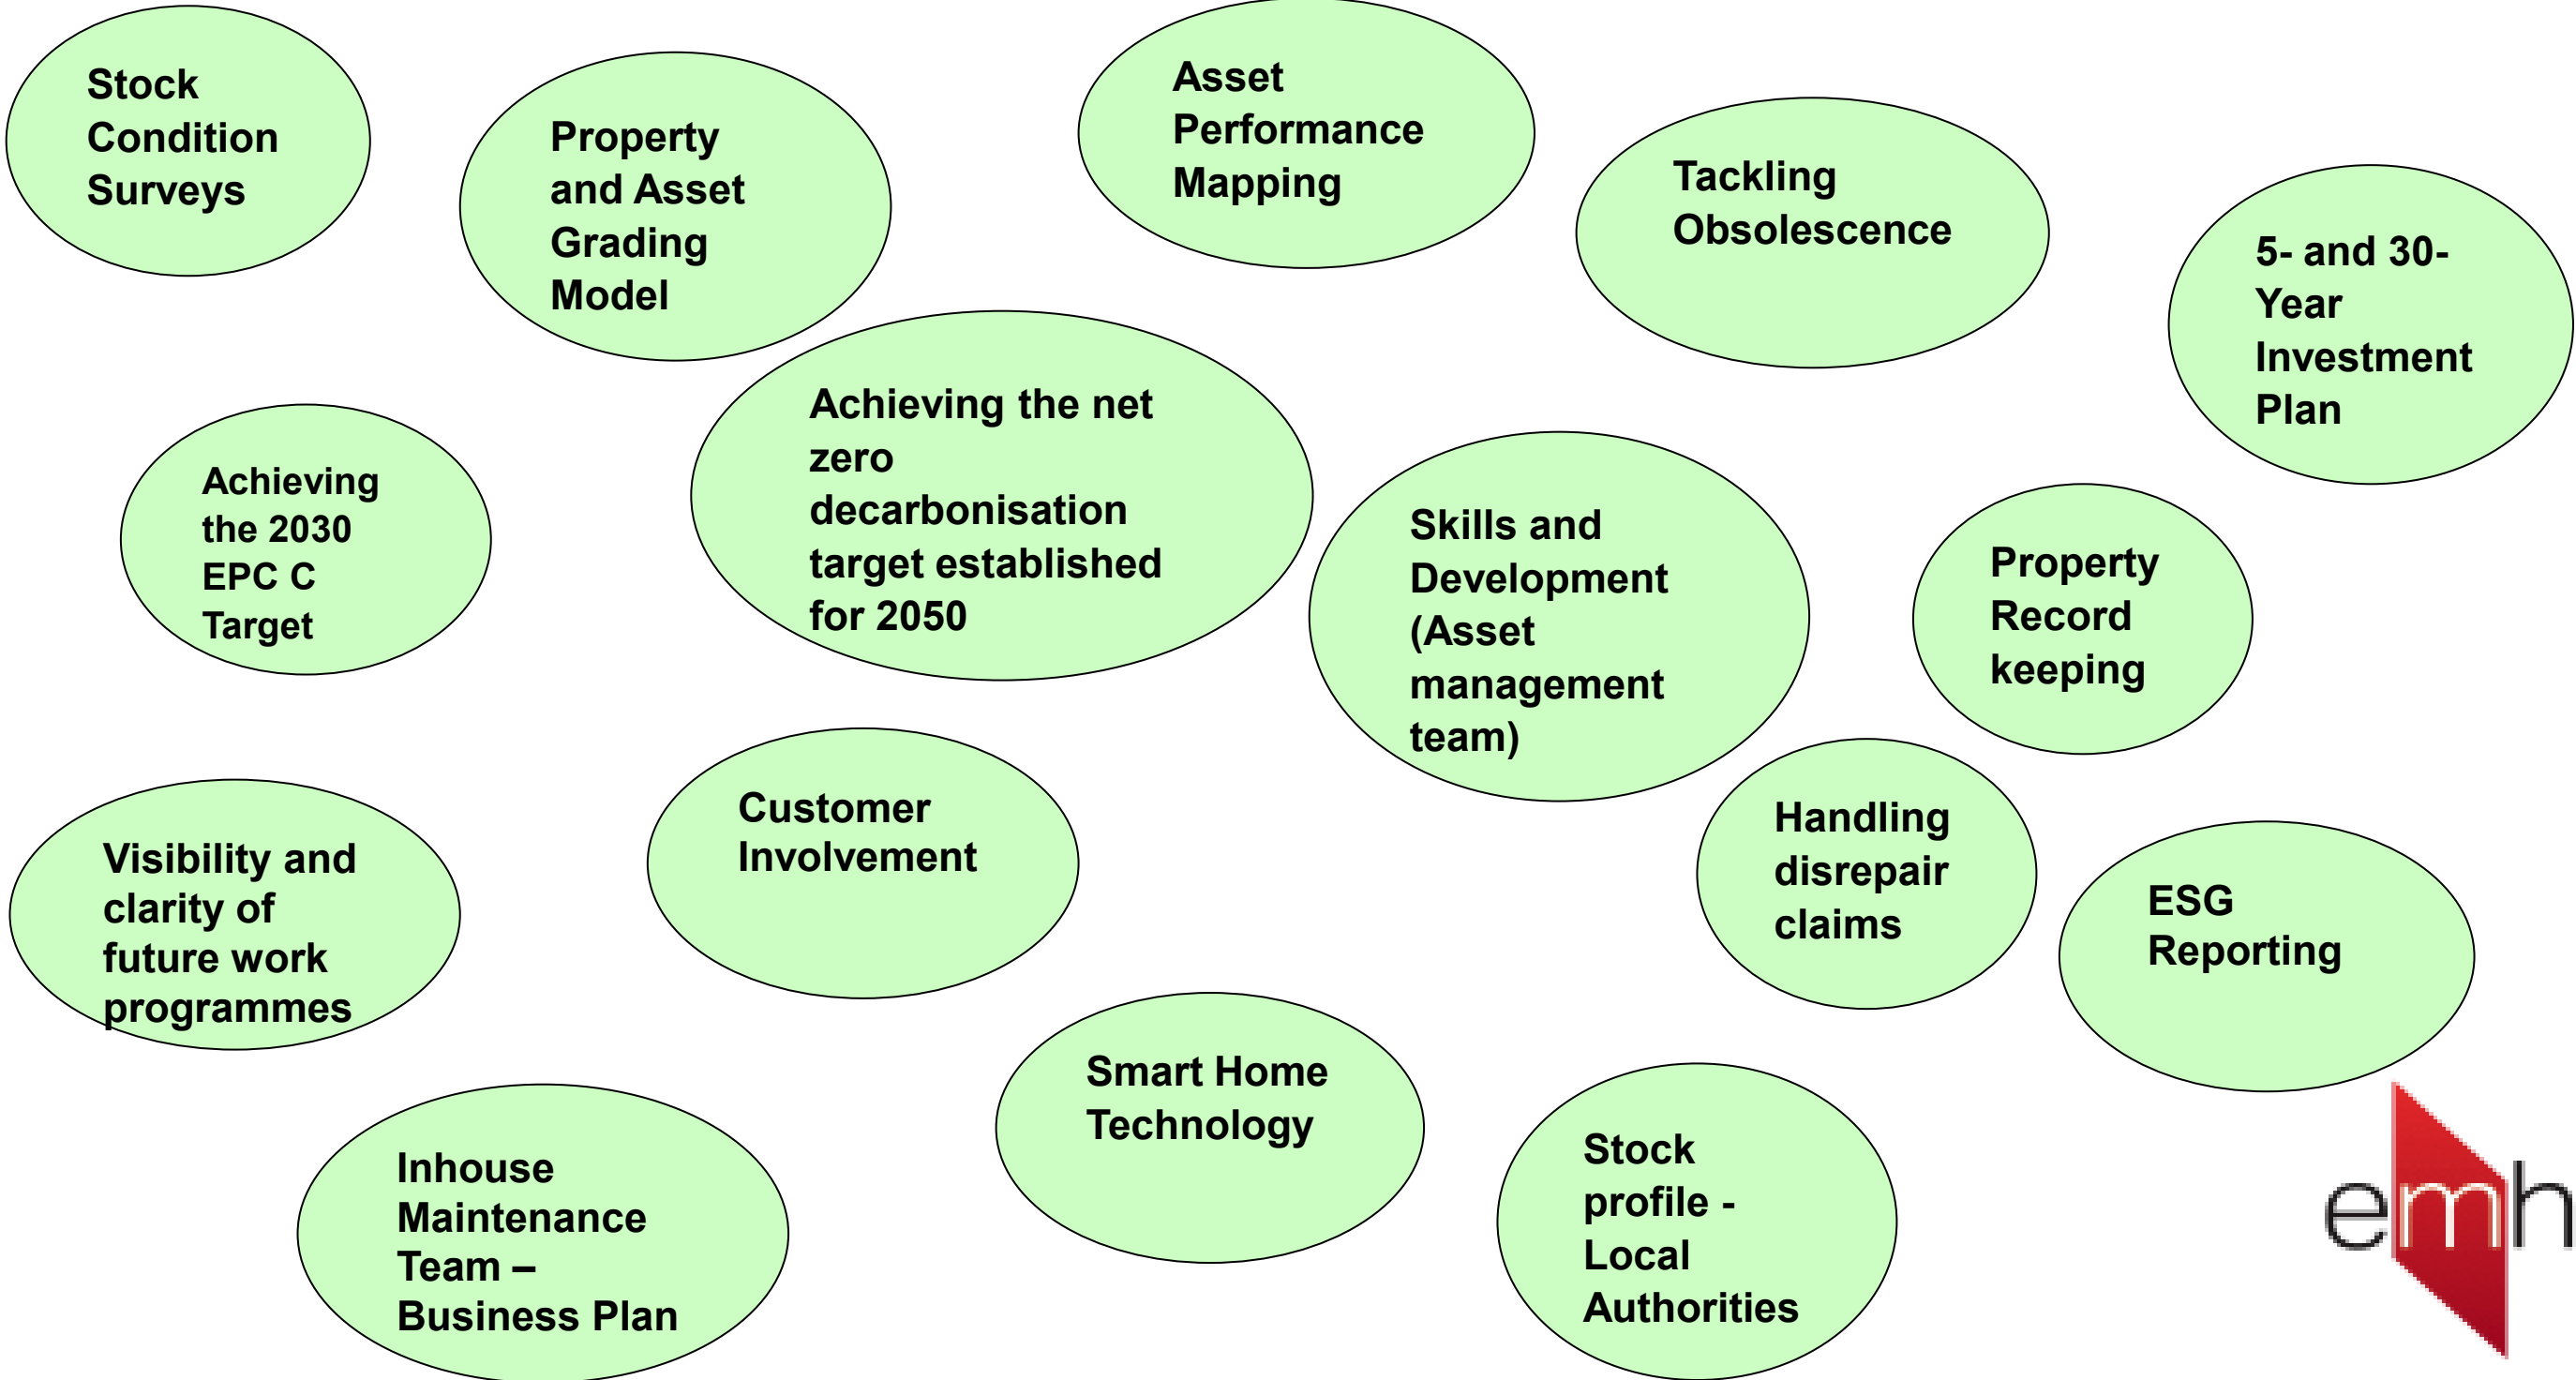 Stock
Condition
Surveys
Property
and Asset
Grading
Model
Asset
Performance
Mapping
Tackling
Obsolescence
5- and 30-
Year
Investment
Plan
Achieving
the 2030
EPC C
Target
Achieving the net
zero
decarbonisation
target established
for 2050
Skills and
Development
(Asset
management
team)
Property
Record
keeping
Visibility and
clarity of
future work
programmes
Customer
Involvement
Handling
disrepair
claims
ESG
Reporting
Inhouse
Maintenance
Team –
Business Plan
Smart Home
Technology
Stock
profile -
Local
Authorities
emh